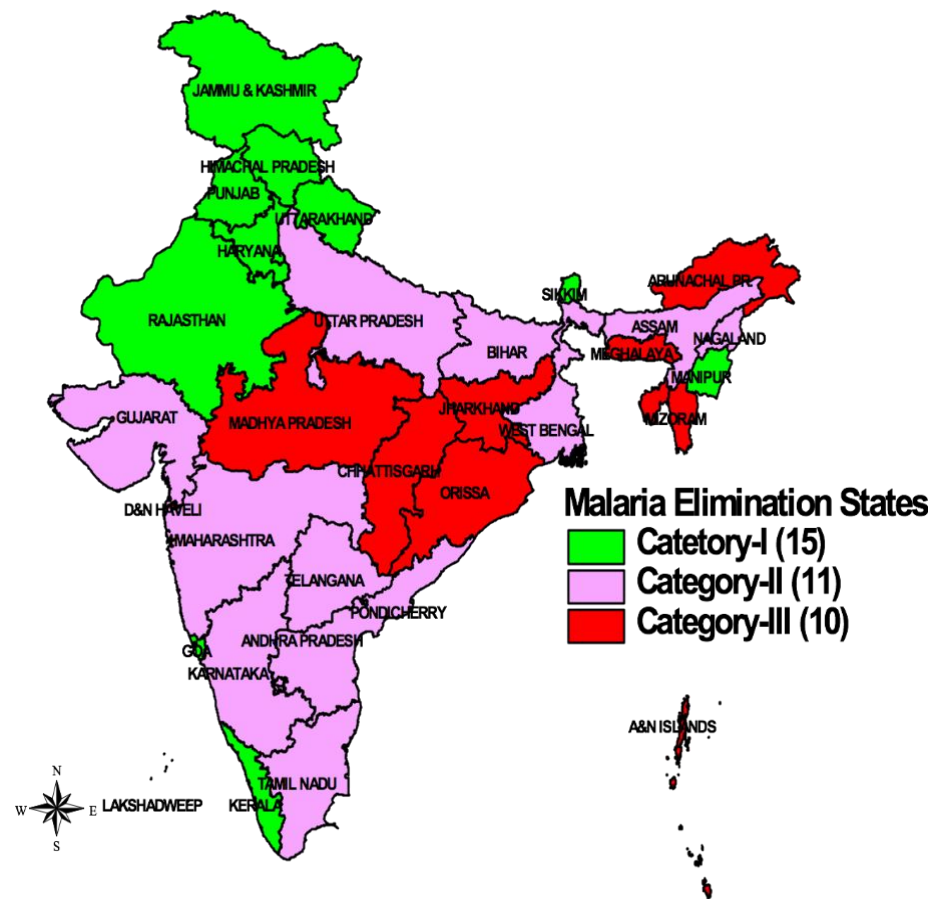 JAMMU & KASHMIR
HIMACHAL PRADESH
PUNJAB
UTTARAKHAND
HARYANA
RAJASTHAN
UTTAR PRADESH
SIKKIM
ARUNACHAL PR.
ASSAM
NAGALAND
BIHAR
MEGHALAYA
MANIPUR
GUJARAT
MADHYA PRADESH
JHARKHAND
WEST BENGAL
MIZORAM
CHHATTISGARH
ORISSA
D&N HAVELI
MAHARASHTRA
Malaria Elimination States
Catetory-I (15)
Category-II (11)
Category-III (10)
TELANGANA
PONDICHERRY
ANDHRA PRADESH
GOA
KARNATAKA
A&N ISLANDS
TAMIL NADU
LAKSHADWEEP
KERALA
N
W E
S